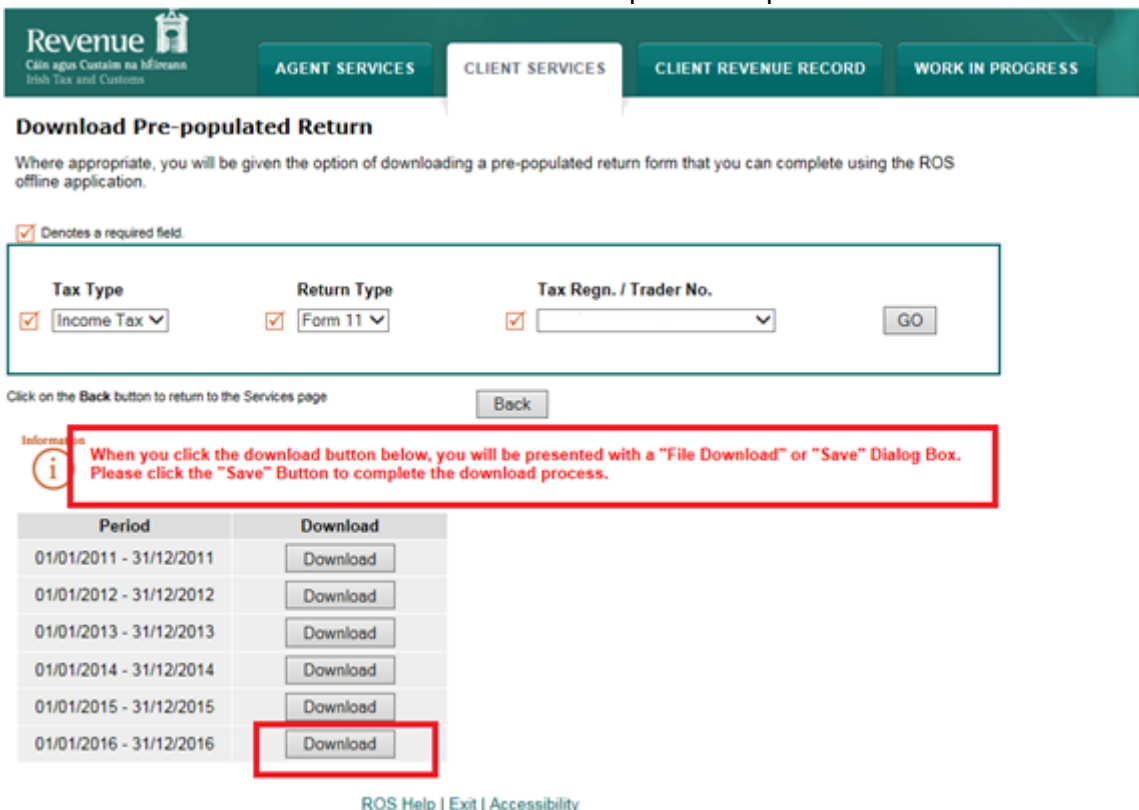 Revenue
Cáin agus Custaim na hÉireann
Irish Tax and Customs
AGENT SERVICES
CLIENT SERVICES
CLIENT REVENUE RECORD
WORK IN PROGRESS
Download Pre-populated Return
Where appropriate, you will be given the option of downloading a pre-populated return form that you can complete using the ROS
offline application.
Denotes a required field.
Tax Type Return Type Tax Regn. / Trader No.
Income Tax Form 11 GO
Click on the Back button to return to the Services page Back
Information
i
When you click the download button below, you will be presented with a "File Download" or "Save" Dialog Box.
Please click the "Save" Button to complete the download process.
Period Download
01/01/2011 - 31/12/2011 Download
01/01/2012 - 31/12/2012 Download
01/01/2013 - 31/12/2013 Download
01/01/2014 - 31/12/2014 Download
01/01/2015 - 31/12/2015 Download
01/01/2016 - 31/12/2016 Download
ROS Help | Exit | Accessibility